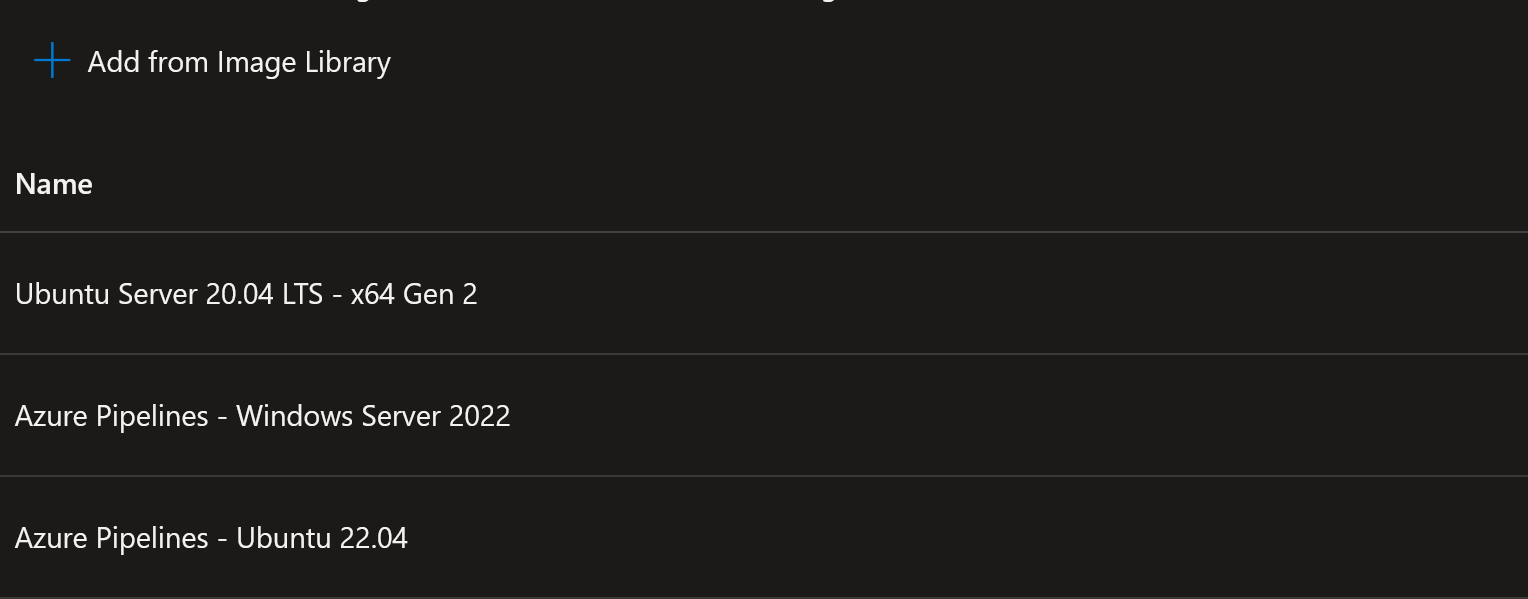 Add from Image Library
Name
Ubuntu Server 20.04 LTS - x64 Gen 2
Azure Pipelines - Windows Server 2022
Azure Pipelines - Ubuntu 22.04